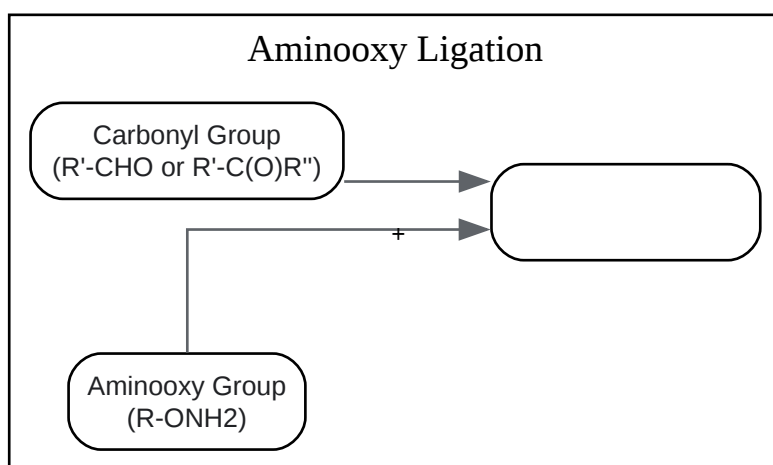 Aminooxy Ligation
Carbonyl Group
(R'-CHO or R'-C(O)R'')
+
Aminooxy Group
(R-ONH2)